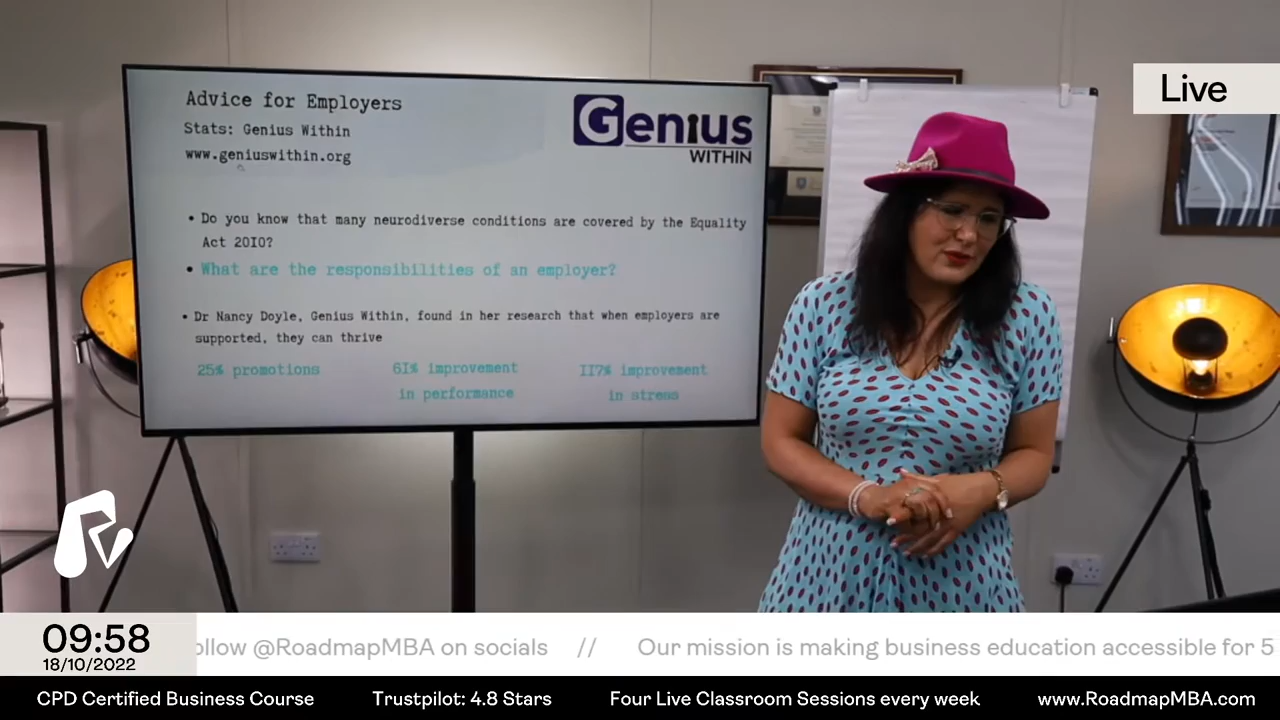 Advice for Employers
Stats: Genius Within
www.geniuswithin.org
Genius
WITHIN
• Do you know that many neurodiverse conditions are covered by the Equality
Act 2010?
• What are the responsibilities of an employer?
• Dr Nancy Doyle, Genius Within, found in her research that when employers are
supported, they can thrive
25% promotions
61% improvement
in performance
117% improvement
in stress
Live
09:58
18/10/2022
ollow @RoadmapMBA on socials // Our mission is making business education accessible for 5
CPD Certified Business Course Trustpilot: 4.8 Stars Four Live Classroom Sessions every week www.RoadmapMBA.com